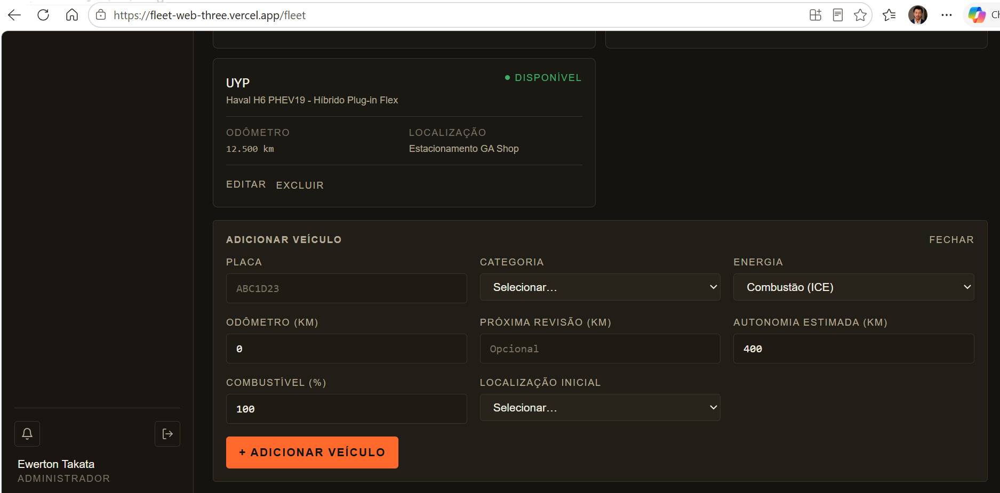 https://fleet-web-three.vercel.app/fleet
UYP
DISPONÍVEL
Haval H6 PHEV19 - Híbrido Plug-in Flex
ODÔMETRO
LOCALIZAÇÃO
12.500 km
Estacionamento GA Shop
EDITAR
EXCLUIR
ADICIONAR VEÍCULO
FECHAR
PLACA
CATEGORIA
ENERGIA
ABC1D23
Selecionar...
Combustão (ICE)
ODÔMETRO (KM)
PRÓXIMA REVISÃO (KM)
AUTONOMIA ESTIMADA (KM)
0
Opcional
400
COMBUSTÍVEL (%)
LOCALIZAÇÃO INICIAL
100
Selecionar...
+ ADICIONAR VEÍCULO
Ewerton Takata
ADMINISTRADOR